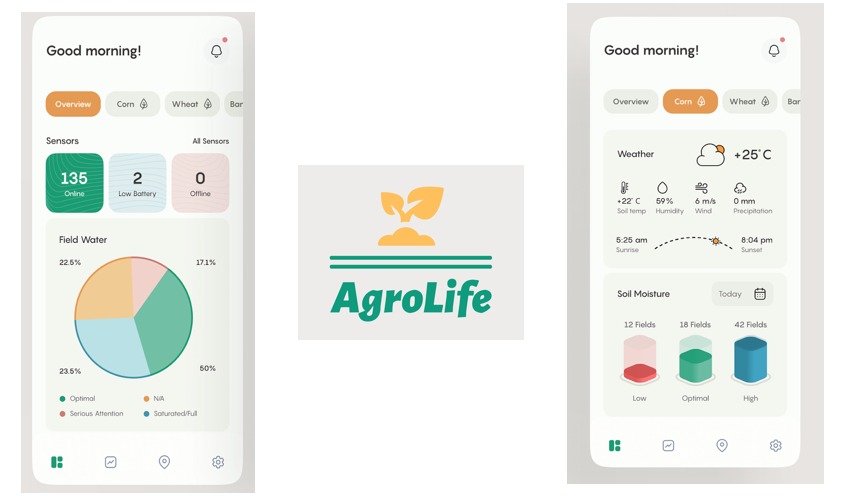 Good morning!
Overview
Corn
Wheat
Bar
Sensors
All Sensors
135
Online
2
Low Battery
0
Offline
Field Water
22.5%
17.1%
23.5%
50%
Optimal
N/A
Serious Attention
Saturated/Full
AgroLife
Good morning!
Overview
Corn
Wheat
Bar
Weather
+25°C
+22° C
59%
6 m/s
0 mm
Soil temp
Humidity
Wind
Precipitation
5:25 am
8:04 pm
Sunrise
Sunset
Soil Moisture
Today
12 Fields
18 Fields
42 Fields
Low
Optimal
High